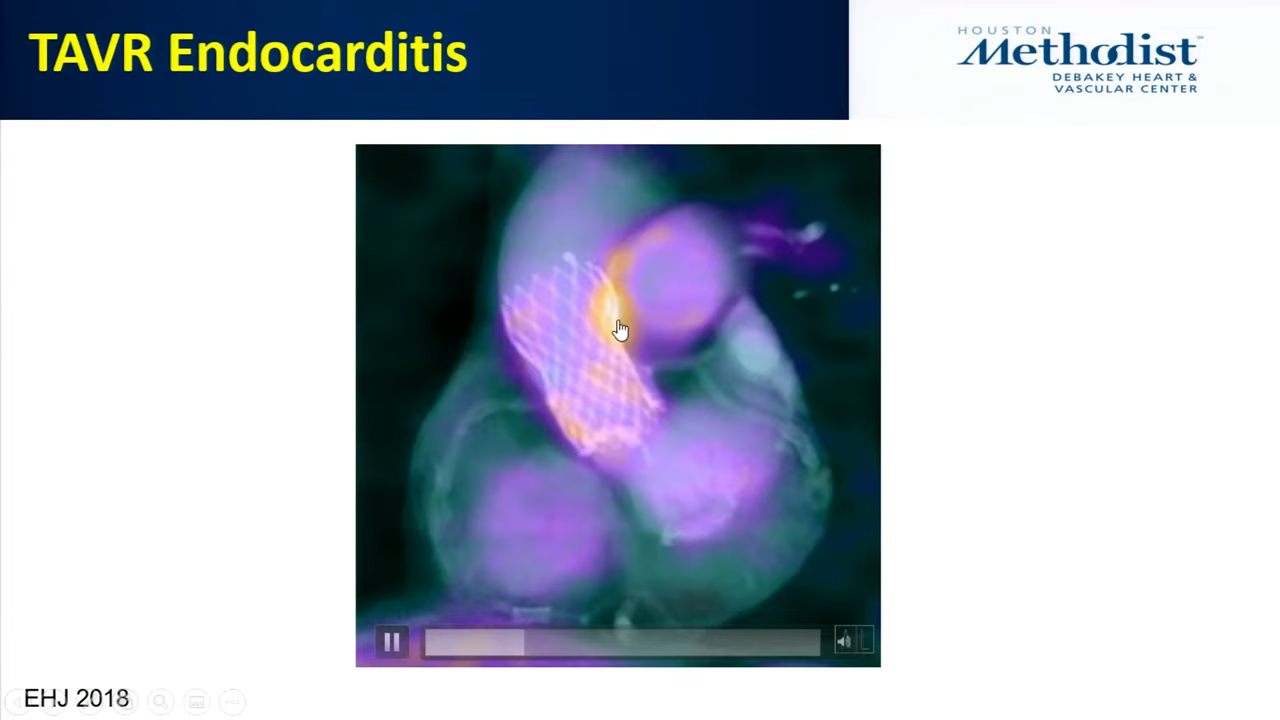 TAVR Endocarditis
HOUSTON
Methodist
DEBAKEY HEART &
VASCULAR CENTER
EHJ 2018